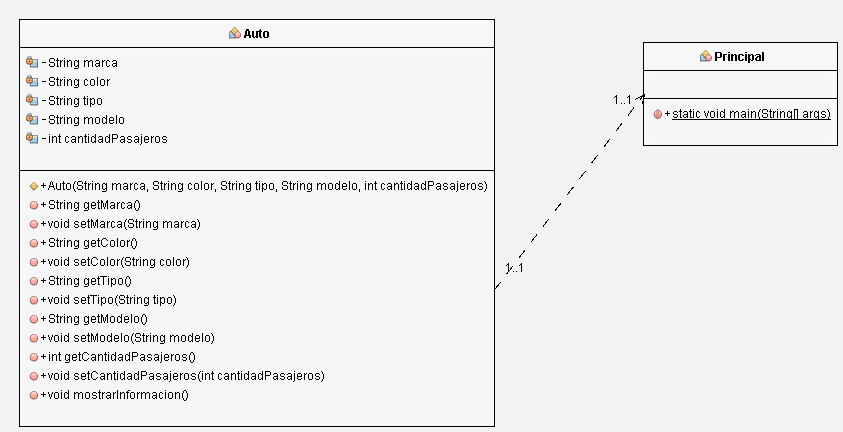 Auto
-String marca
-String color
-String tipo
-String modelo
-int cantidadPasajeros
+Auto(String marca, String color, String tipo, String modelo, int cantidadPasajeros)
+String getMarca()
+void setMarca(String marca)
+String getColor()
+void setColor(String color)
+String getTipo()
+void setTipo(String tipo)
+String getModelo()
+void setModelo(String modelo)
+int getCantidadPasajeros()
+void setCantidadPasajeros(int cantidadPasajeros)
+void mostrarInformacion()
1..1
1..1
Principal
+static void main(String[] args)